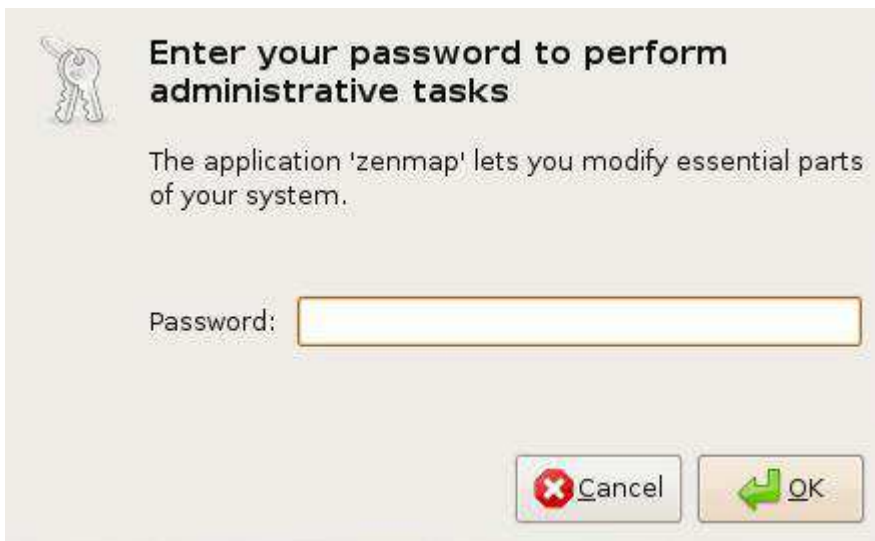 Enter your password to perform
administrative tasks
The application 'zenmap' lets you modify essential parts
of your system.
Password:
Cancel
OK